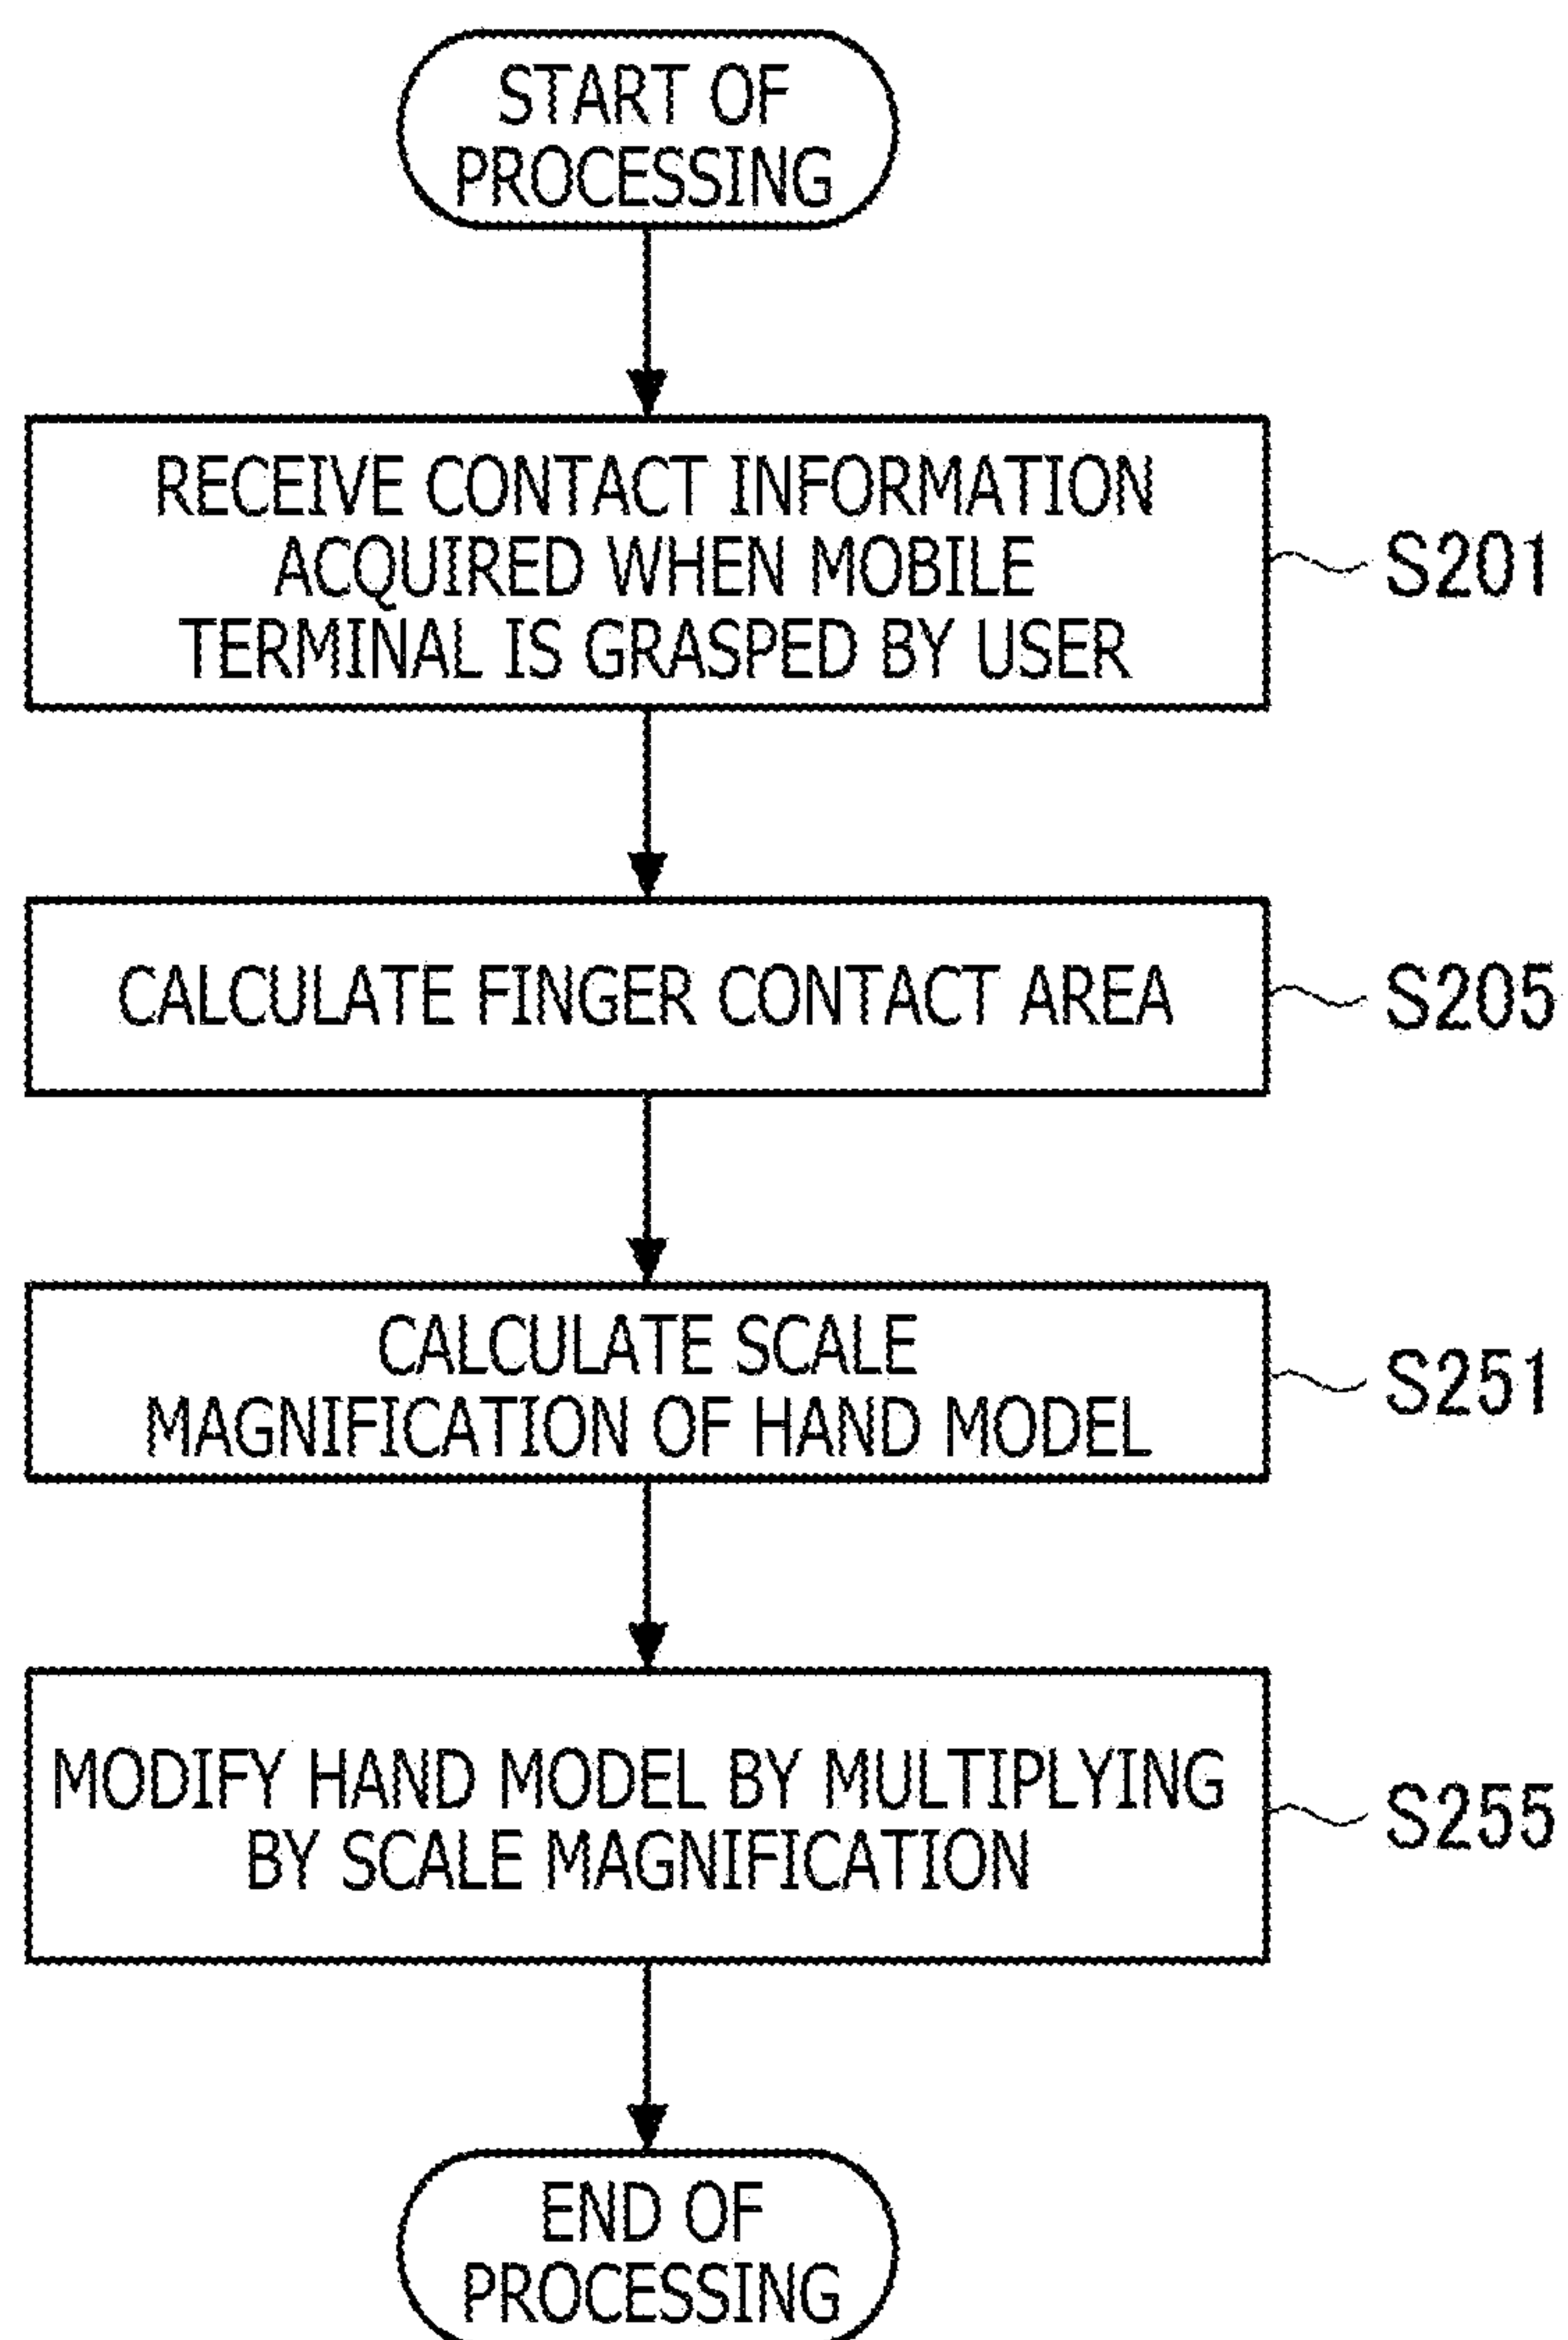 START OF
PROCESSING
RECEIVE CONTACT INFORMATION
ACQUIRED WHEN MOBILE
TERMINAL IS GRASPED BY USER
S201
CALCULATE FINGER CONTACT AREA
S205
CALCULATE SCALE
MAGNIFICATION OF HAND MODEL
S251
MODIFY HAND MODEL BY MULTIPLYING
BY SCALE MAGNIFICATION
S255
END OF
PROCESSING